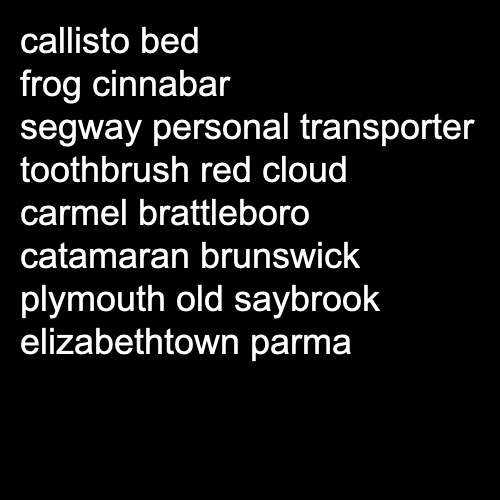 callisto bed
frog cinnabar
segway personal transporter
toothbrush red cloud
carmel brattleboro
catamaran brunswick
plymouth old saybrook
elizabethtown parma